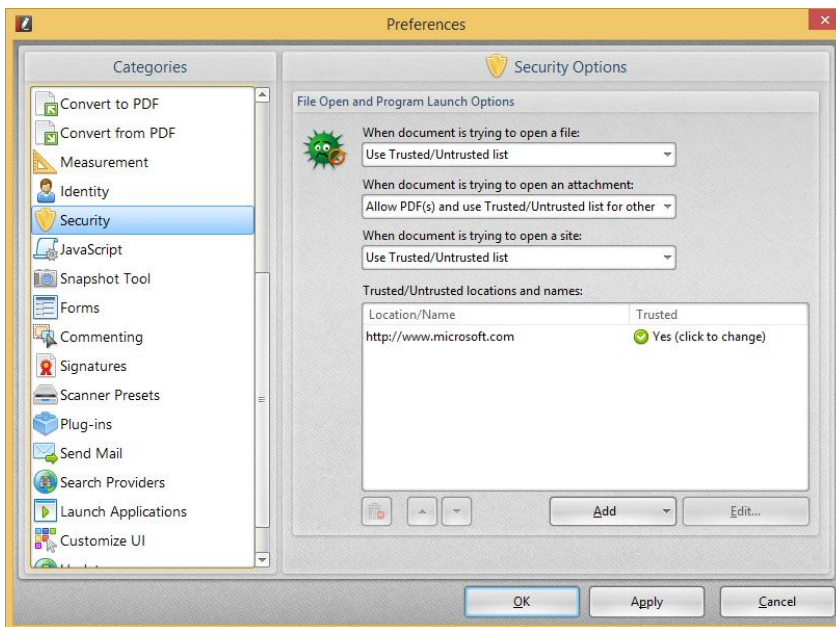 Preferences
Categories
Convert to PDF
Convert from PDF
Measurement
Identity
Security
JavaScript
Snapshot Tool
Forms
Commenting
Signatures
Scanner Presets
Plug-ins
Send Mail
Search Providers
Launch Applications
Customize UI
Security Options
File Open and Program Launch Options
When document is trying to open a file:
Use Trusted/Untrusted list
When document is trying to open an attachment:
Allow PDF(s) and use Trusted/Untrusted list for other
When document is trying to open a site:
Use Trusted/Untrusted list
Trusted/Untrusted locations and names:
Location/Name Trusted
http://www.microsoft.com Yes (click to change)
Add Edit...
OK Apply Cancel